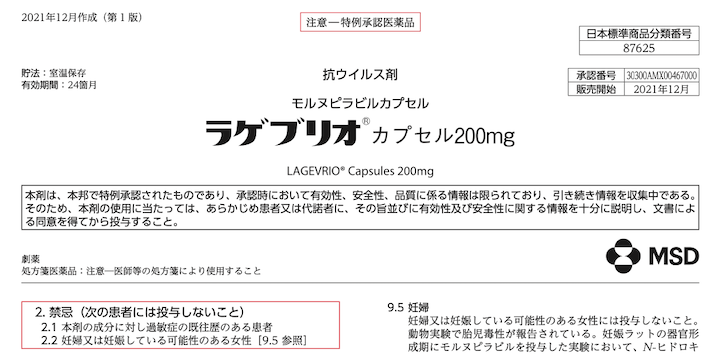 2021年12月作成（第1版）
注意―特例承認医薬品
日本標準商品分類番号
87625
貯法：室温保存
有効期間：24箇月
抗ウイルス剤
承認番号 30300AMX00467000
販売開始 2021年12月
モルヌピラビルカプセル
ラゲブリオ®カプセル200mg
LAGEVRIO® Capsules 200mg
本剤は、本邦で特例承認されたものであり、承認時において有効性、安全性、品質に係る情報は限られており、引き続き情報を収集中である。
そのため、本剤の使用に当たっては、あらかじめ患者又は代諾者に、その旨並びに有効性及び安全性に関する情報を十分に説明し、文書によ
る同意を得てから投与すること。
劇薬
処方箋医薬品：注意―医師等の処方箋により使用すること
MSD
2. 禁忌（次の患者には投与しないこと）
2.1 本剤の成分に対し過敏症の既往歴のある患者
2.2 妊婦又は妊娠している可能性のある女性［9.5 参照］
9.5 妊婦
妊婦又は妊娠している可能性のある女性には投与しないこと。
動物実験で胎児毒性が報告されている。妊娠ラットの器官形
成期にモルヌピラビルを投与した実験において、N-ヒドロキ